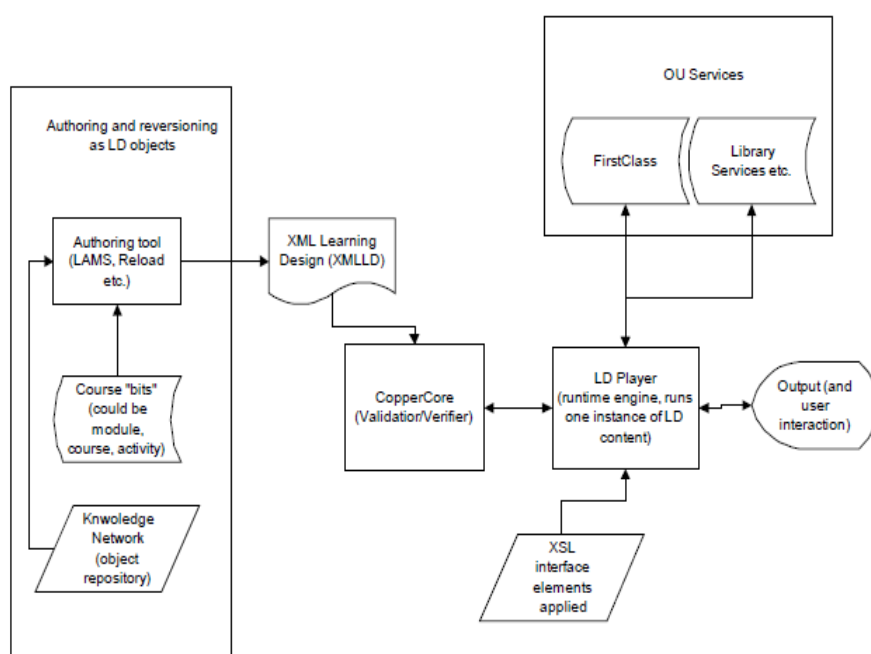 OU Services
FirstClass
Library
Services etc.
Authoring and reversioning
as LD objects
Authoring tool
(LAMS, Reload
etc.)
XML Learning
Design (XMLLD)
Course "bits"
(could be
module,
course, activity)
CopperCore
(Validation/Verifier)
LD Player
(runtime engine, runs
one instance of LD
content)
Output (and
user
interaction)
Knwoledge
Network
(object
repository)
XSL
interface
elements
applied